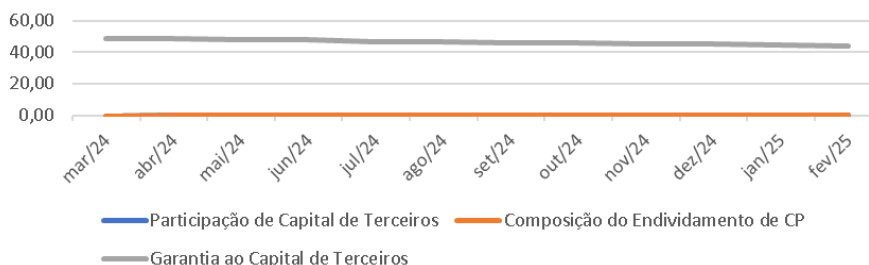 60,00
40,00
20,00
0,00
mar/24
abr/24
mai/24
jun/24
jul/24
ago/24
set/24
out/24
nov/24
dez/24
jan/25
fev/25
Participação de Capital de Terceiros
Composição do Endividamento de CP
Garantia ao Capital de Terceiros